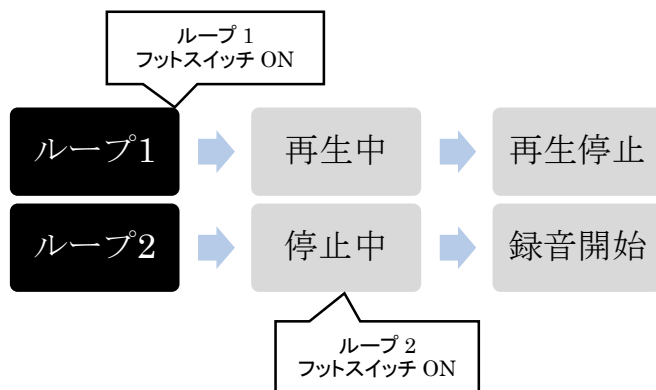 ループ 1
フットスイッチ ON
ループ1
再生中
再生停止
ループ2
停止中
録音開始
ループ 2
フットスイッチ ON